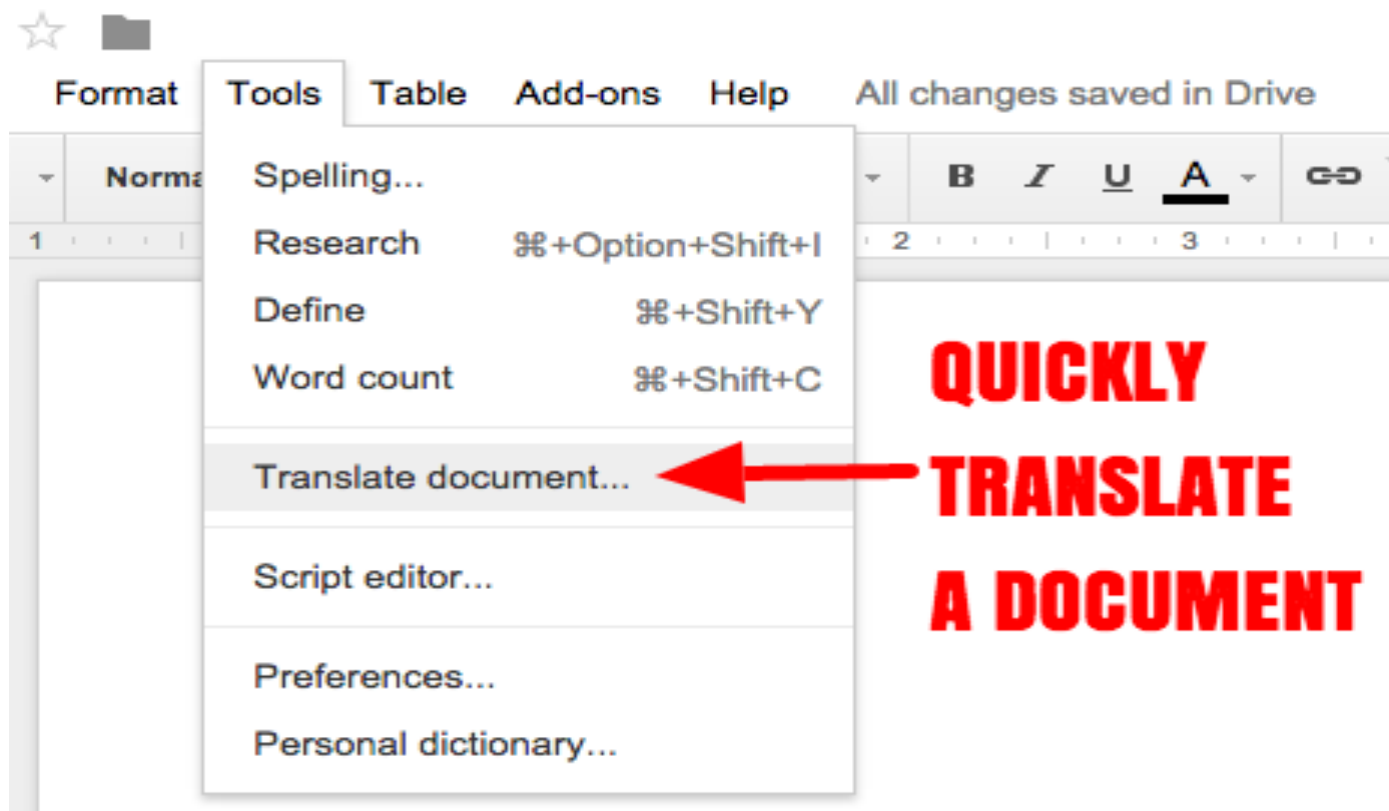 Format Tools Table Add-ons Help All changes saved in Drive
B I U A
1 2 3
Spelling...
Research ⌘+Option+Shift+I
Define ⌘+Shift+Y
Word count ⌘+Shift+C
Translate document...
Script editor...
Preferences...
Personal dictionary...
QUICKLY
TRANSLATE
A DOCUMENT